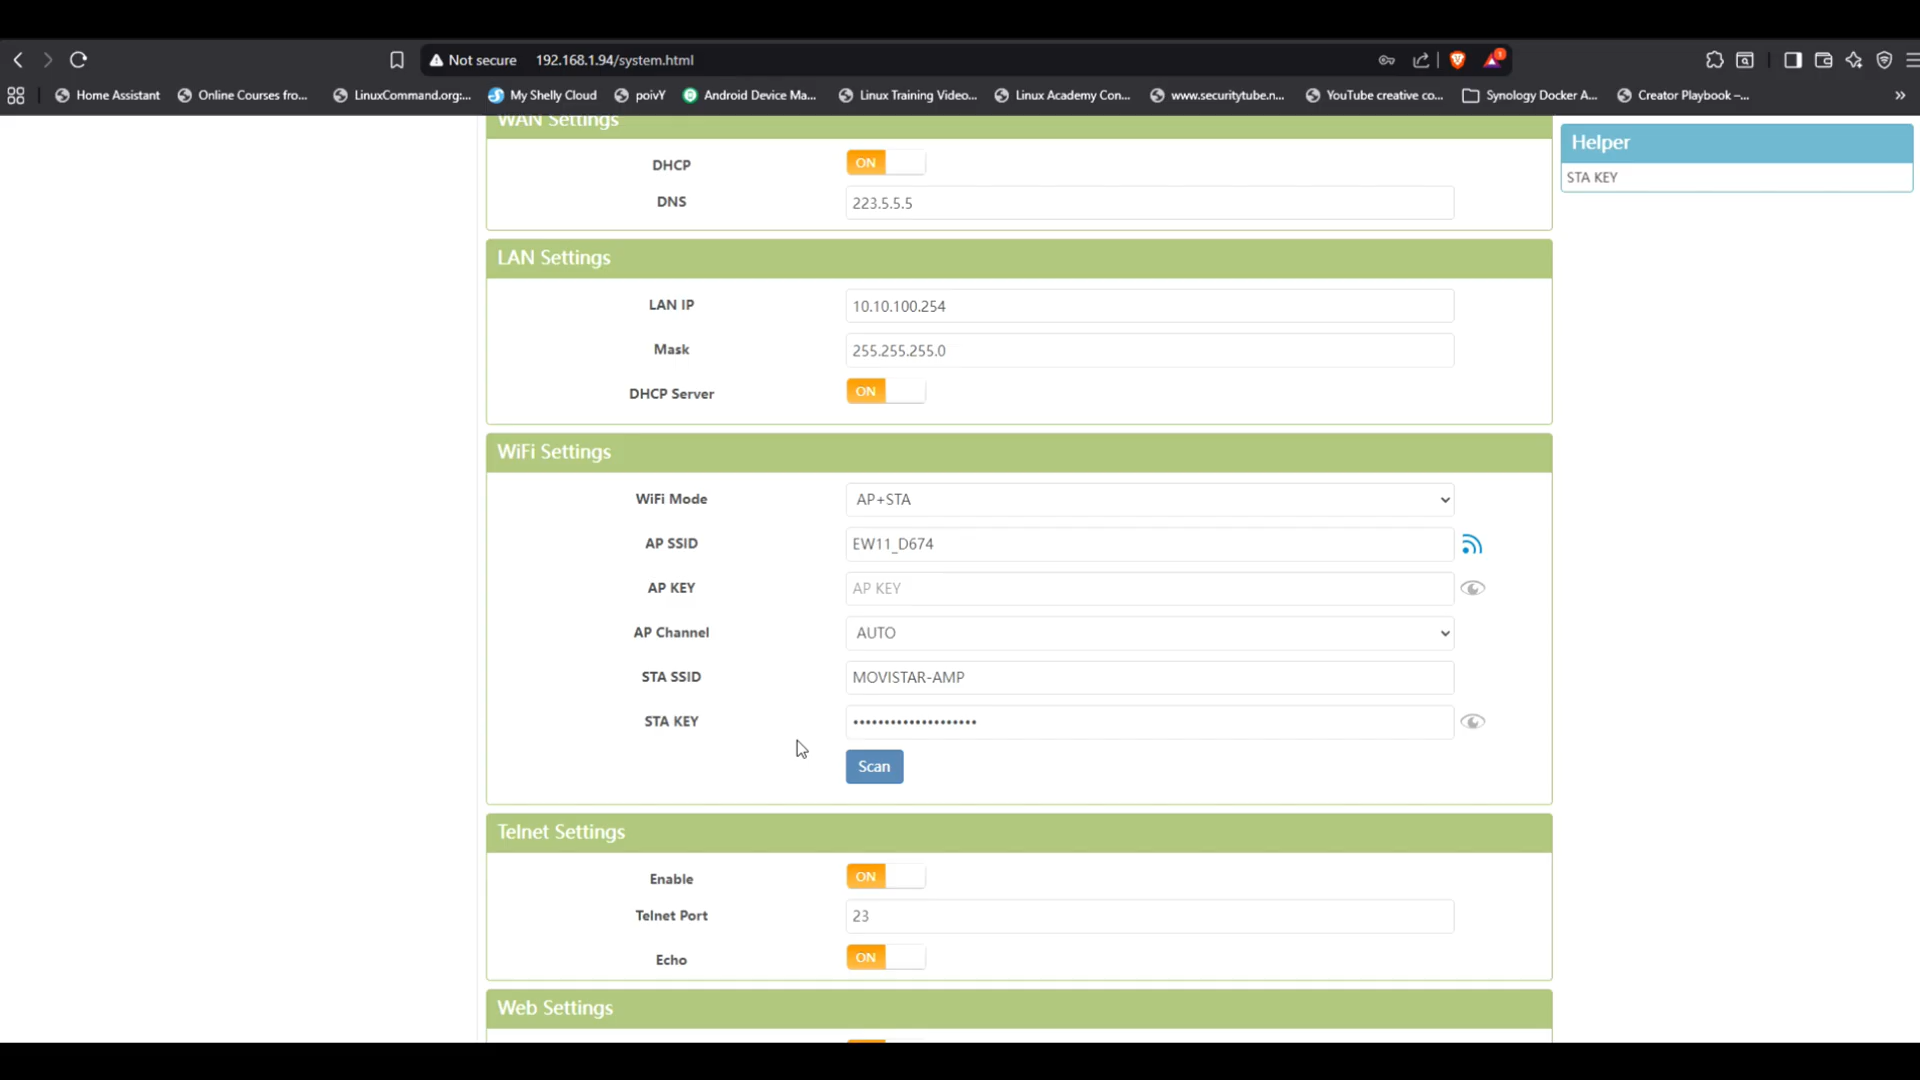 Not secure 192.168.1.94/system.html
1
Home Assistant Online Courses fro... LinuxCommand.org:... My Shelly Cloud poivY Android Device Ma... Linux Training Video... Linux Academy Con... www.securitytube.n... YouTube creative co... Synology Docker A... Creator Playbook –... »
WAN Settings
Helper
STA KEY
DHCP ON
DNS 223.5.5.5
LAN Settings
LAN IP 10.10.100.254
Mask 255.255.255.0
DHCP Server ON
WiFi Settings
WiFi Mode AP+STA
AP SSID EW11_D674
AP KEY AP KEY
AP Channel AUTO
STA SSID MOVISTAR-AMP
STA KEY ••••••••••••••••••••
Scan
Telnet Settings
Enable ON
Telnet Port 23
Echo ON
Web Settings